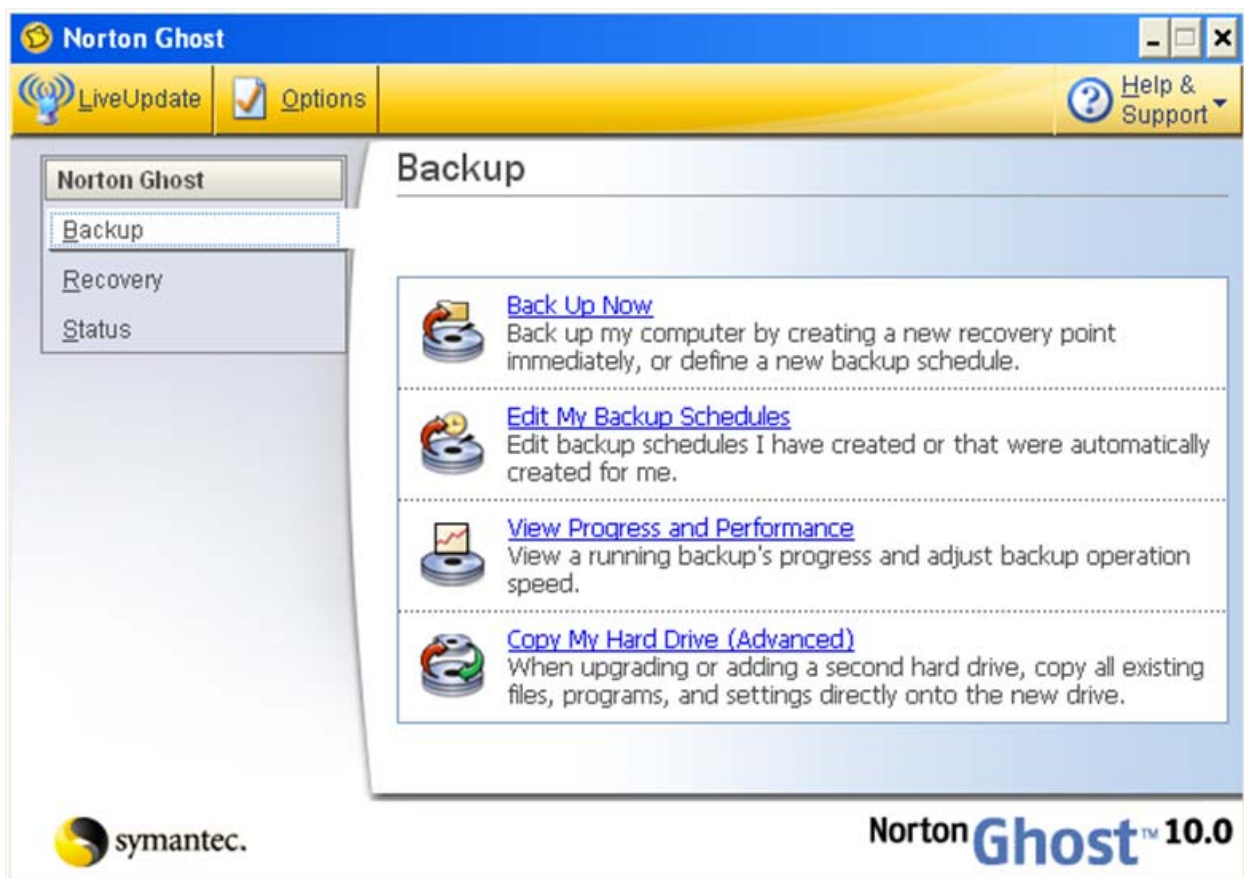 Norton Ghost
LiveUpdate
Options
Help &
Support
Norton Ghost
Backup
Recovery
Status
Backup
Back Up Now
Back up my computer by creating a new recovery point
immediately, or define a new backup schedule.
Edit My Backup Schedules
Edit backup schedules I have created or that were automatically
created for me.
View Progress and Performance
View a running backup's progress and adjust backup operation
speed.
Copy My Hard Drive (Advanced)
When upgrading or adding a second hard drive, copy all existing
files, programs, and settings directly onto the new drive.
symantec.
Norton Ghost™ 10.0